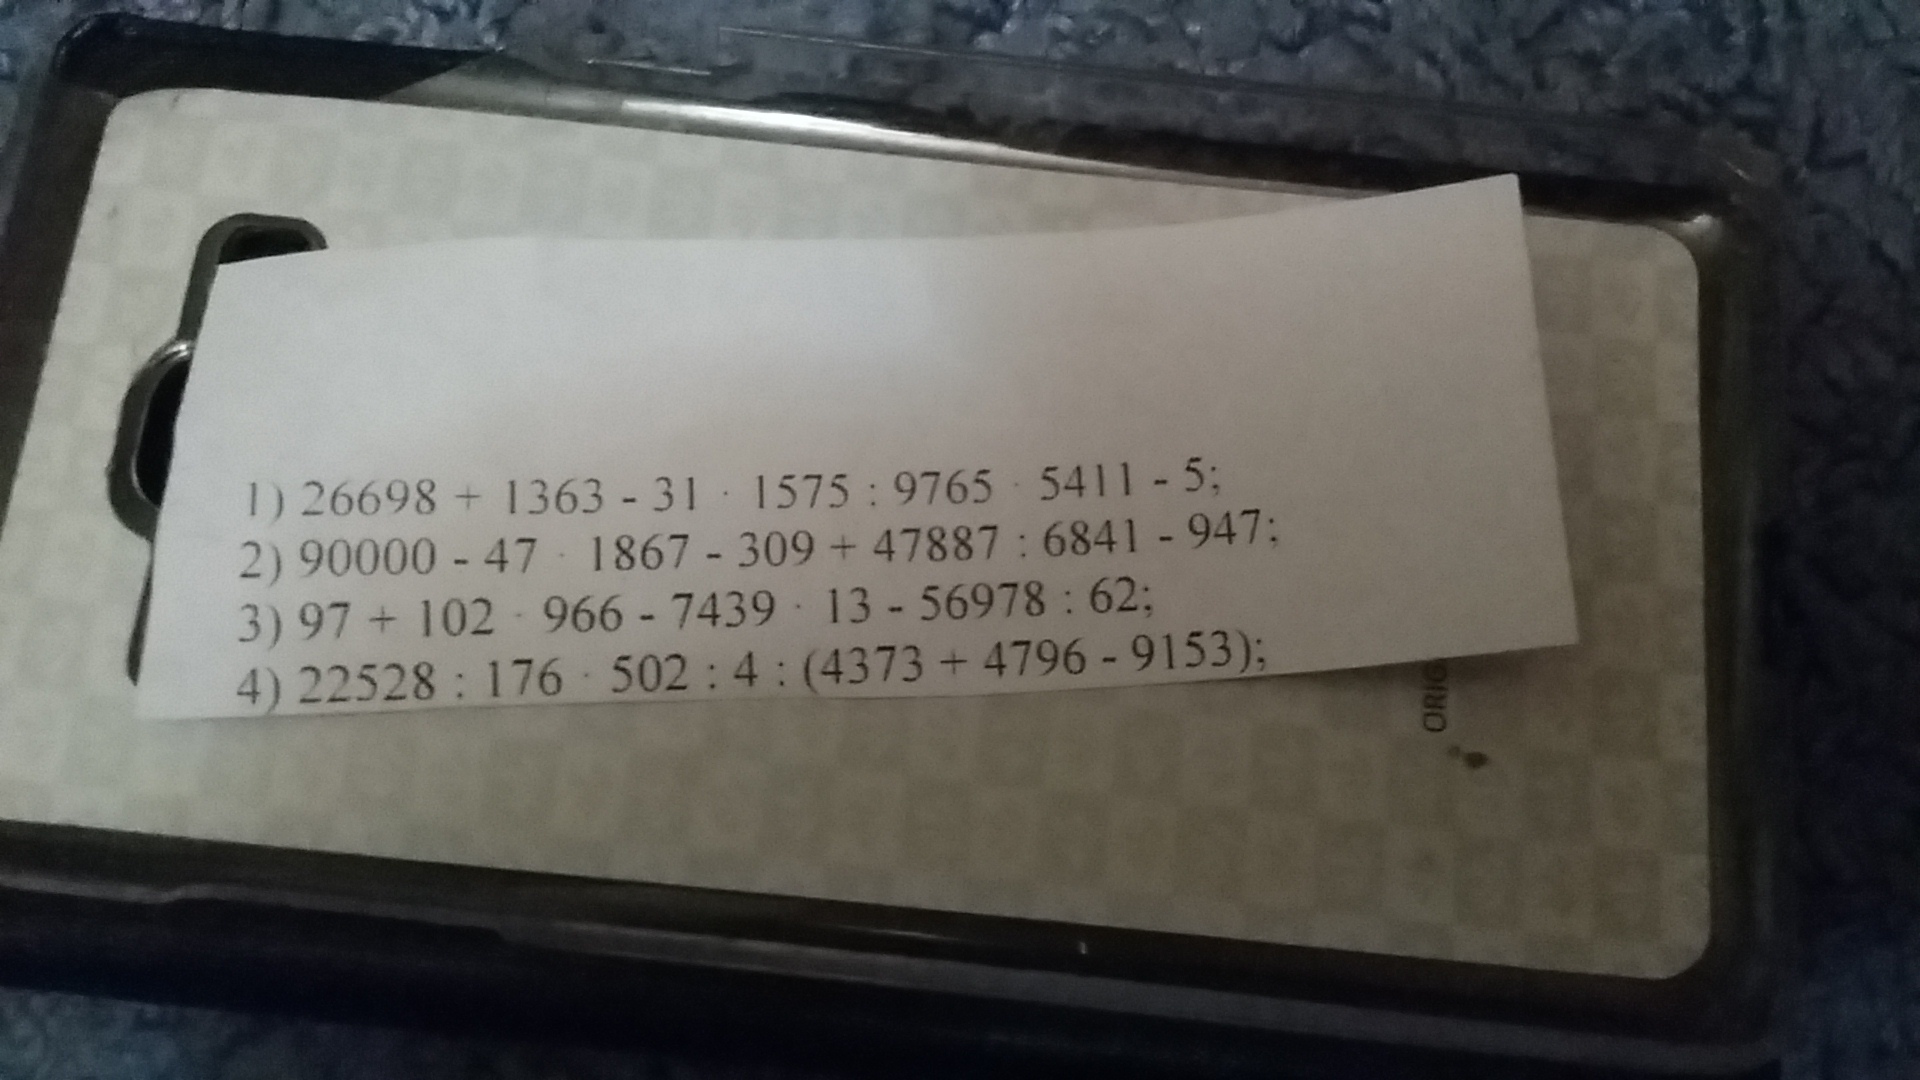 1) 26698 + 1363 - 31 · 1575 : 9765 · 5411 - 5;
2) 90000 - 47 · 1867 - 309 + 47887 : 6841 - 947;
3) 97 + 102 · 966 - 7439 · 13 - 56978 : 62;
4) 22528 : 176 · 502 : 4 : (4373 + 4796 - 9153);